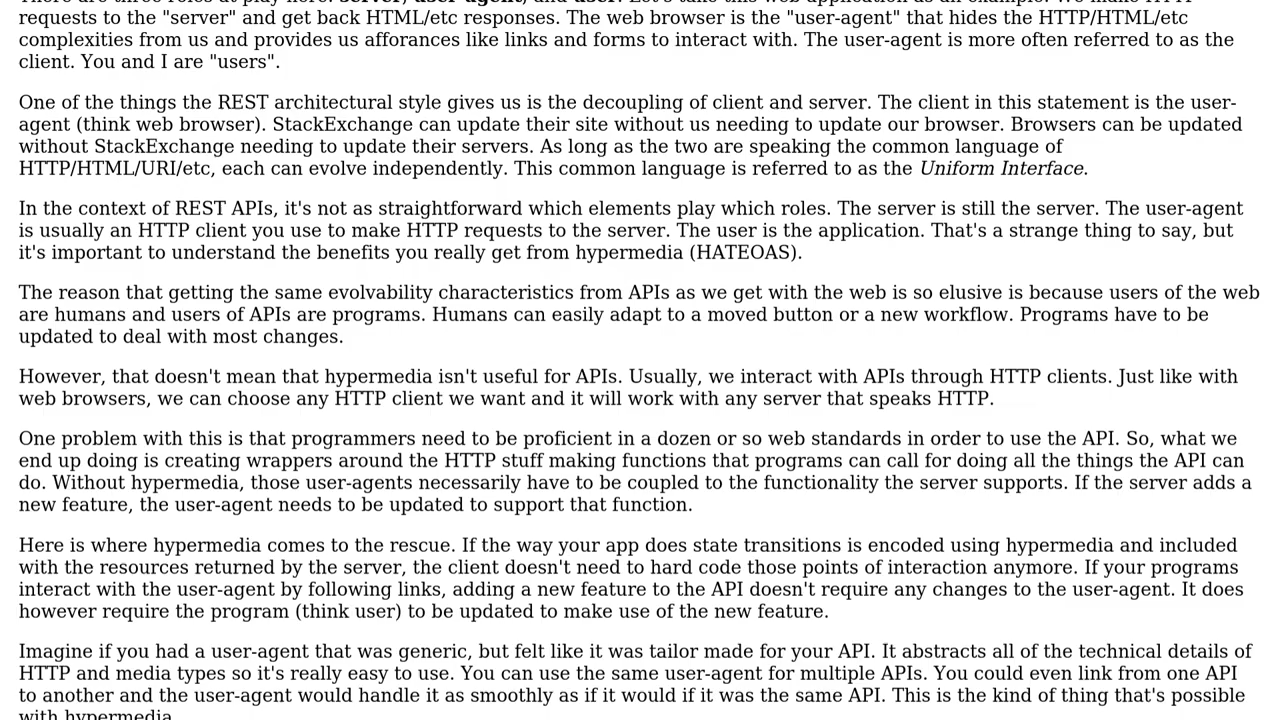 requests to the "server" and get back HTML/etc responses. The web browser is the "user-agent" that hides the HTTP/HTML/etc
complexities from us and provides us afforances like links and forms to interact with. The user-agent is more often referred to as the
client. You and I are "users".
One of the things the REST architectural style gives us is the decoupling of client and server. The client in this statement is the user-
agent (think web browser). StackExchange can update their site without us needing to update our browser. Browsers can be updated
without StackExchange needing to update their servers. As long as the two are speaking the common language of
HTTP/HTML/URI/etc, each can evolve independently. This common language is referred to as the Uniform Interface.
In the context of REST APIs, it's not as straightforward which elements play which roles. The server is still the server. The user-agent
is usually an HTTP client you use to make HTTP requests to the server. The user is the application. That's a strange thing to say, but
it's important to understand the benefits you really get from hypermedia (HATEOAS).
The reason that getting the same evolvability characteristics from APIs as we get with the web is so elusive is because users of the web
are humans and users of APIs are programs. Humans can easily adapt to a moved button or a new workflow. Programs have to be
updated to deal with most changes.
However, that doesn't mean that hypermedia isn't useful for APIs. Usually, we interact with APIs through HTTP clients. Just like with
web browsers, we can choose any HTTP client we want and it will work with any server that speaks HTTP.
One problem with this is that programmers need to be proficient in a dozen or so web standards in order to use the API. So, what we
end up doing is creating wrappers around the HTTP stuff making functions that programs can call for doing all the things the API can
do. Without hypermedia, those user-agents necessarily have to be coupled to the functionality the server supports. If the server adds a
new feature, the user-agent needs to be updated to support that function.
Here is where hypermedia comes to the rescue. If the way your app does state transitions is encoded using hypermedia and included
with the resources returned by the server, the client doesn't need to hard code those points of interaction anymore. If your programs
interact with the user-agent by following links, adding a new feature to the API doesn't require any changes to the user-agent. It does
however require the program (think user) to be updated to make use of the new feature.
Imagine if you had a user-agent that was generic, but felt like it was tailor made for your API. It abstracts all of the technical details of
HTTP and media types so it's really easy to use. You can use the same user-agent for multiple APIs. You could even link from one API
to another and the user-agent would handle it as smoothly as if it would if it was the same API. This is the kind of thing that's possible
with hypermedia.